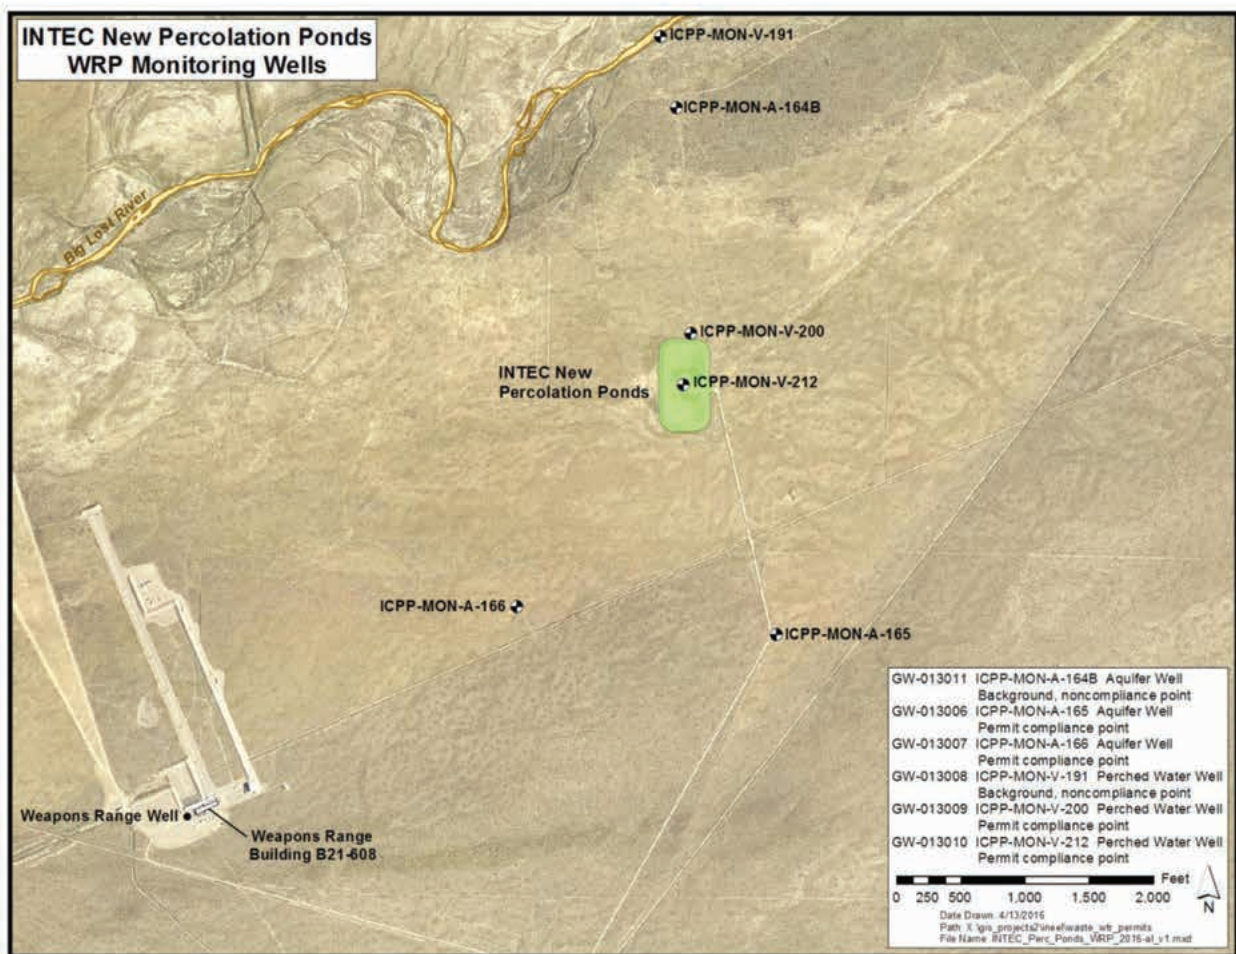 INTEC New Percolation Ponds
WRP Monitoring Wells
ICPP-MON-V-191
ICPP-MON-A-164B
Big Lost River
ICPP-MON-V-200
INTEC New
Percolation Ponds
ICPP-MON-V-212
ICPP-MON-A-166
ICPP-MON-A-165
Weapons Range Well
Weapons Range
Building B21-608
GW-013011 ICPP-MON-A-164B Aquifer Well
Background, noncompliance point
GW-013006 ICPP-MON-A-165 Aquifer Well
Permit compliance point
GW-013007 ICPP-MON-A-166 Aquifer Well
Permit compliance point
GW-013008 ICPP-MON-V-191 Perched Water Well
Background, noncompliance point
GW-013009 ICPP-MON-V-200 Perched Water Well
Permit compliance point
GW-013010 ICPP-MON-V-212 Perched Water Well
Permit compliance point
Feet
0 250 500 1,000 1,500 2,000
N
Date Drawn: 4/13/2016
File Name: INTEC_Perc_Ponds_WRP_2016-el_v1.mxd